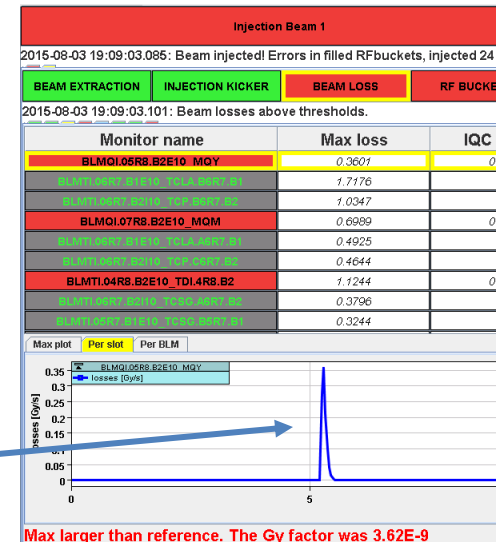 Injection Beam 1
2015-08-03 19:09:03.085: Beam injected! Errors in filled RFbuckets, injected 24
BEAM EXTRACTION INJECTION KICKER BEAM LOSS RF BUCKE
2015-08-03 19:09:03.101: Beam losses above thresholds.
Monitor name Max loss IQC
BLMQI.05R8.B2E10_MQY 0.3601 0
BLMTI.06R7.B1E10_TCLA.B6R7.B1 1.7176
BLMTI.06R7.B2I10_TCP.B6R7.B2 1.0347
BLMQI.07R8.B2E10_MQM 0.6989 0
BLMTI.06R7.B1E10_TCLA.A6R7.B1 0.4925
BLMTI.06R7.B2I10_TCP.C6R7.B2 0.4644
BLMTI.04R8.B2E10_TDI.4R8.B2 1.1244 0
BLMTI.06R7.B2I10_TCSG.A6R7.B2 0.3796
BLMTI.05R7.B1E10_TCSG.B5R7.B1 0.3244
Max plot Per slot Per BLM
BLMQI.05R8.B2E10_MQY
losses [Gy/s]
losses [Gy/s]
0.35
0.3
0.25
0.2
0.15
0.1
0.05
0
0 5
Max larger than reference. The Gy factor was 3.62E-9